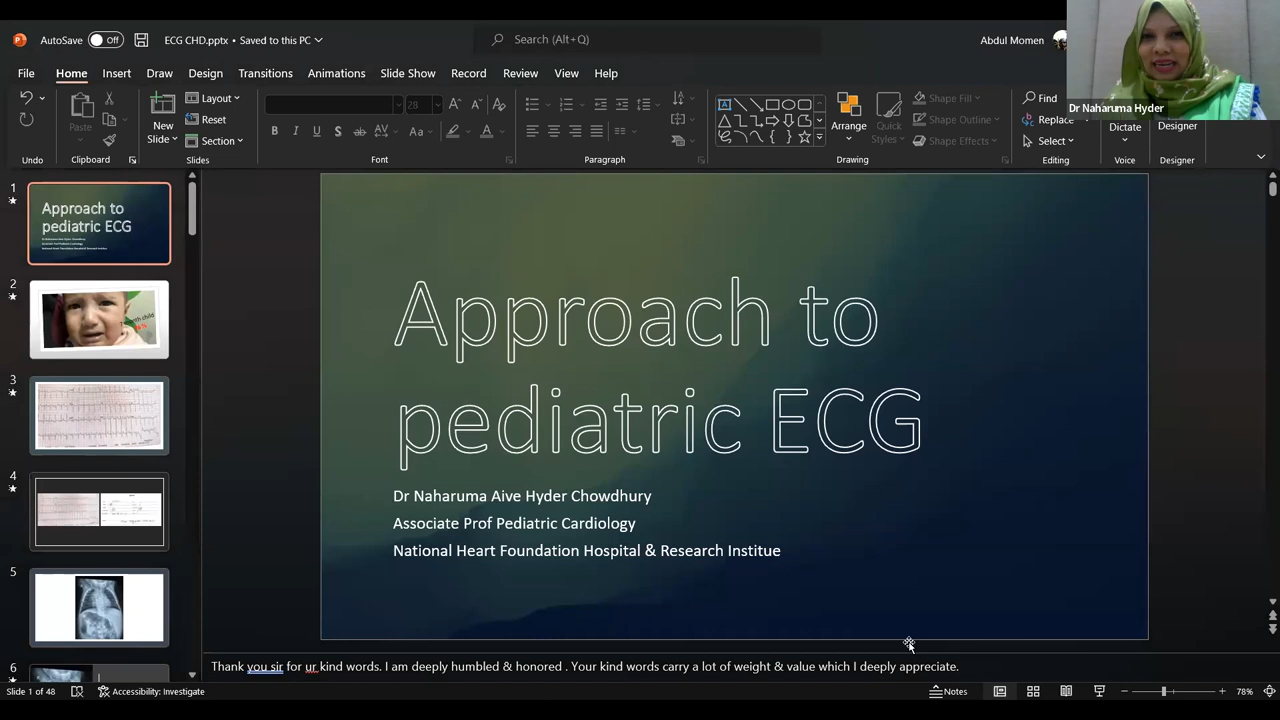 AutoSave Off ECG CHD.pptx • Saved to this PC Search (Alt+Q) Abdul Momen
File Home Insert Draw Design Transitions Animations Slide Show Record Review View Help
Dr Naharuma Hyder
Paste
Clipboard
Undo
New
Slide
Layout
Reset
Section
Slides
28
B I U S ab AV Aa A
Font
Paragraph
Arrange
Quick
Styles
Shape Fill
Shape Outline
Shape Effects
Drawing
Find
Replace
Select
Editing
Dictate
Voice
Designer
Designer
1
Approach to
pediatric ECG
2
3
4
5
6
Approach to
pediatric ECG
Dr Naharuma Aive Hyder Chowdhury
Associate Prof Pediatric Cardiology
National Heart Foundation Hospital & Research Institue
Thank you sir for ur kind words. I am deeply humbled & honored . Your kind words carry a lot of weight & value which I deeply appreciate.
Slide 1 of 48 Accessibility: Investigate Notes 78%